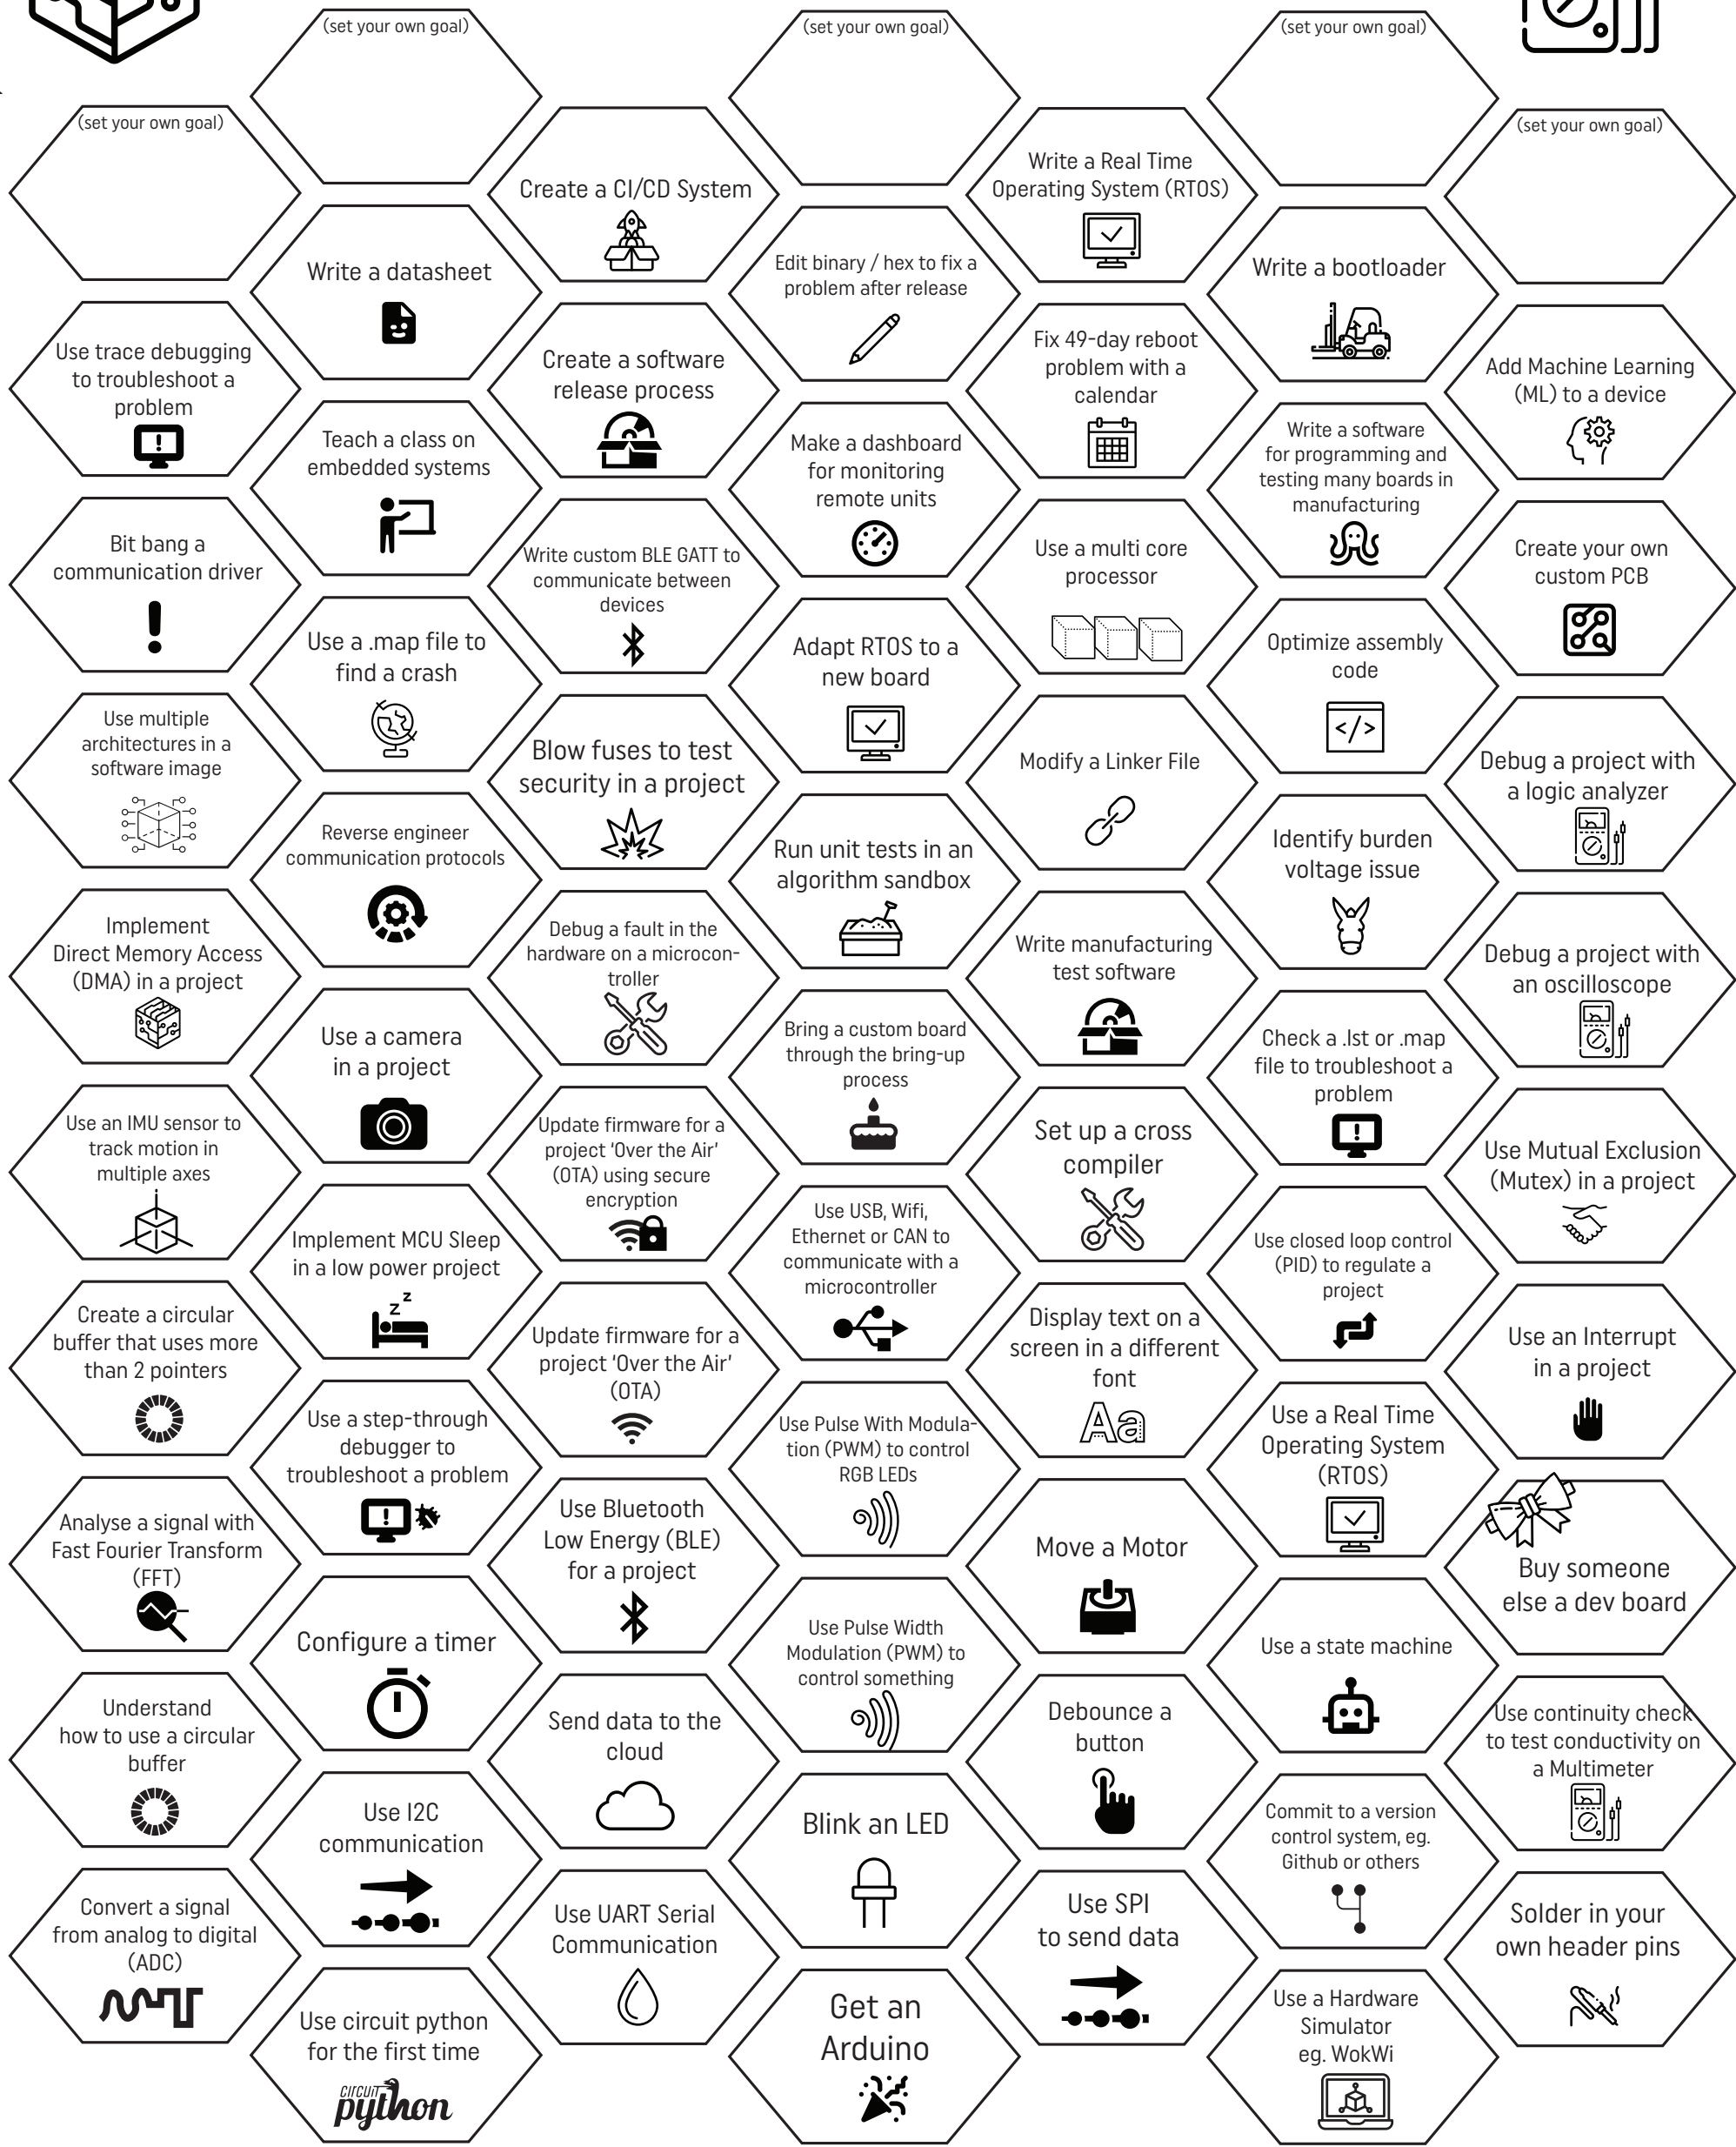 (set your own goal)
(set your own goal)
(set your own goal)
(set your own goal)
(set your own goal)
Create a CI/CD System
Write a Real Time
Operating System (RTOS)
Write a datasheet
Edit binary / hex to fix a
problem after release
Write a bootloader
Use trace debugging
to troubleshoot a
problem
Create a software
release process
Fix 49-day reboot
problem with a
calendar
Add Machine Learning
(ML) to a device
Teach a class on
embedded systems
Make a dashboard
for monitoring
remote units
Write a software
for programming and
testing many boards in
manufacturing
Bit bang a
communication driver
Write custom BLE GATT to
communicate between
devices
Use a multi core
processor
Create your own
custom PCB
Use a .map file to
find a crash
Adapt RTOS to a
new board
Optimize assembly
code
</>
Use multiple
architectures in a
software image
Blow fuses to test
security in a project
Modify a Linker File
Debug a project with
a logic analyzer
Reverse engineer
communication protocols
Run unit tests in an
algorithm sandbox
Identify burden
voltage issue
Implement
Direct Memory Access
(DMA) in a project
Debug a fault in the
hardware on a microcon-
troller
Write manufacturing
test software
Debug a project with
an oscilloscope
Use a camera
in a project
Bring a custom board
through the bring-up
process
Check a .lst or .map
file to troubleshoot a
problem
Use an IMU sensor to
track motion in
multiple axes
Update firmware for a
project ‘Over the Air’
(OTA) using secure
encryption
Set up a cross
compiler
Use Mutual Exclusion
(Mutex) in a project
Implement MCU Sleep
in a low power project
z z
Use USB, Wifi,
Ethernet or CAN to
communicate with a
microcontroller
Use closed loop control
(PID) to regulate a
project
Create a circular
buffer that uses more
than 2 pointers
Update firmware for a
project ‘Over the Air’
(OTA)
Display text on a
screen in a different
font
Aa
Use an Interrupt
in a project
Use a step-through
debugger to
troubleshoot a problem
Use Pulse With Modula-
tion (PWM) to control
RGB LEDs
Use a Real Time
Operating System
(RTOS)
Analyse a signal with
Fast Fourier Transform
(FFT)
Use Bluetooth
Low Energy (BLE)
for a project
Move a Motor
Buy someone
else a dev board
Configure a timer
Use Pulse Width
Modulation (PWM) to
control something
Use a state machine
Understand
how to use a circular
buffer
Send data to the
cloud
Debounce a
button
Use continuity check
to test conductivity on
a Multimeter
Use I2C
communication
Blink an LED
Commit to a version
control system, eg.
Github or others
Convert a signal
from analog to digital
(ADC)
Use UART Serial
Communication
Use SPI
to send data
Solder in your
own header pins
Use circuit python
for the first time
circuit
python
Get an
Arduino
Use a Hardware
Simulator
eg. WokWi